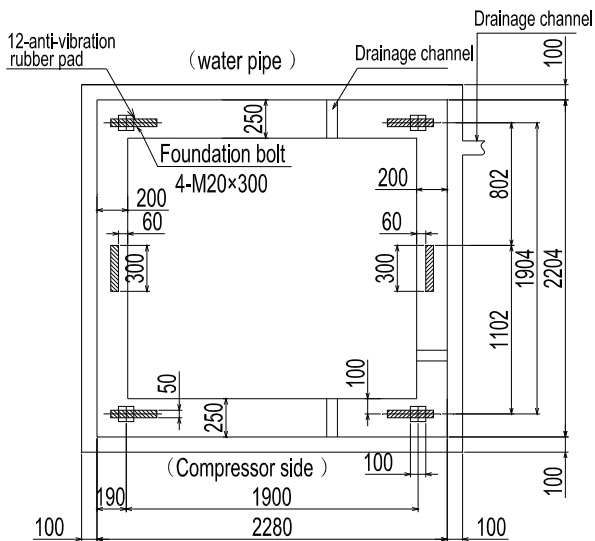 Drainage channel
12-anti-vibration
rubber pad
(water pipe )
Drainage channel
100
250
Foundation bolt
4-M20×300
802
200
200
60
60
300
300
1904
2204
1102
50
100
250
(Compressor side )
100
100
190
1900
100
2280
100